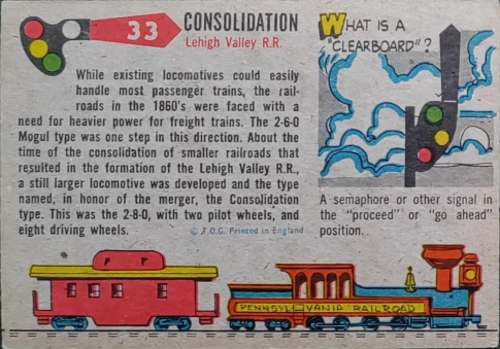 33
CONSOLIDATION
Lehigh Valley R.R.
While existing locomotives could easily
handle most passenger trains, the rail-
roads in the 1860's were faced with a
need for heavier power for freight trains. The 2-6-0
Mogul type was one step in this direction. About the
time of the consolidation of smaller railroads that
resulted in the formation of the Lehigh Valley R.R.,
a still larger locomotive was developed and the type
named, in honor of the merger, the Consolidation
type. This was the 2-8-0, with two pilot wheels, and
eight driving wheels.
© X.O.G. Printed in England
WHAT IS A
"CLEARBOARD"?
A semaphore or other signal in
the "proceed" or "go ahead"
position.
PENNSYLVANIA RAILROAD